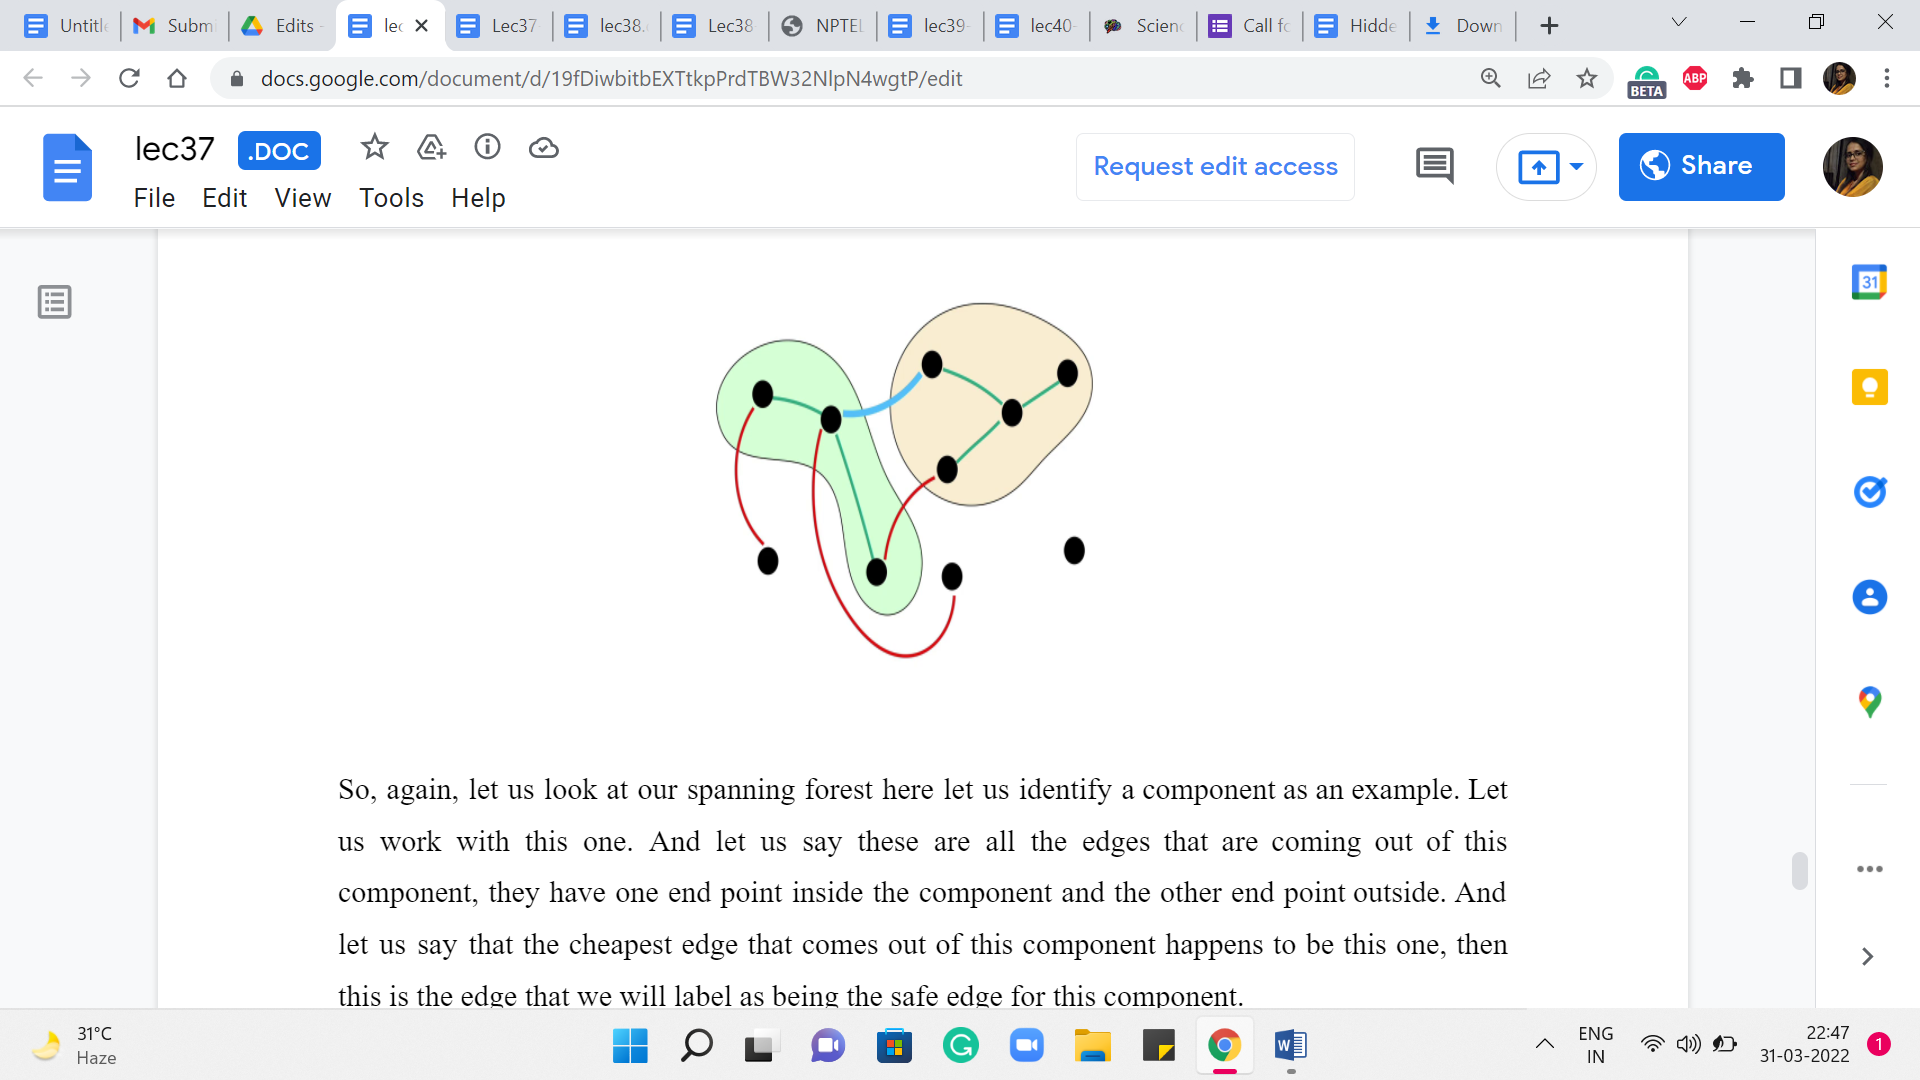 Untitl
Submi
Edits -
lec
Lec37-
lec38.
Lec38
NPTEL
lec39-
lec40-
Scienc
Call fo
Hidde
Down
docs.google.com/document/d/19fDiwbitbEXTtkpPrdTBW32NlpN4wgtP/edit
BETA
ABP
lec37 .DOC
File Edit View Tools Help
Request edit access
Share
31
So, again, let us look at our spanning forest here let us identify a component as an example. Let
us work with this one. And let us say these are all the edges that are coming out of this
component, they have one end point inside the component and the other end point outside. And
let us say that the cheapest edge that comes out of this component happens to be this one, then
this is the edge that we will label as being the safe edge for this component.
31°C
Haze
ENG
IN
22:47
31-03-2022
1